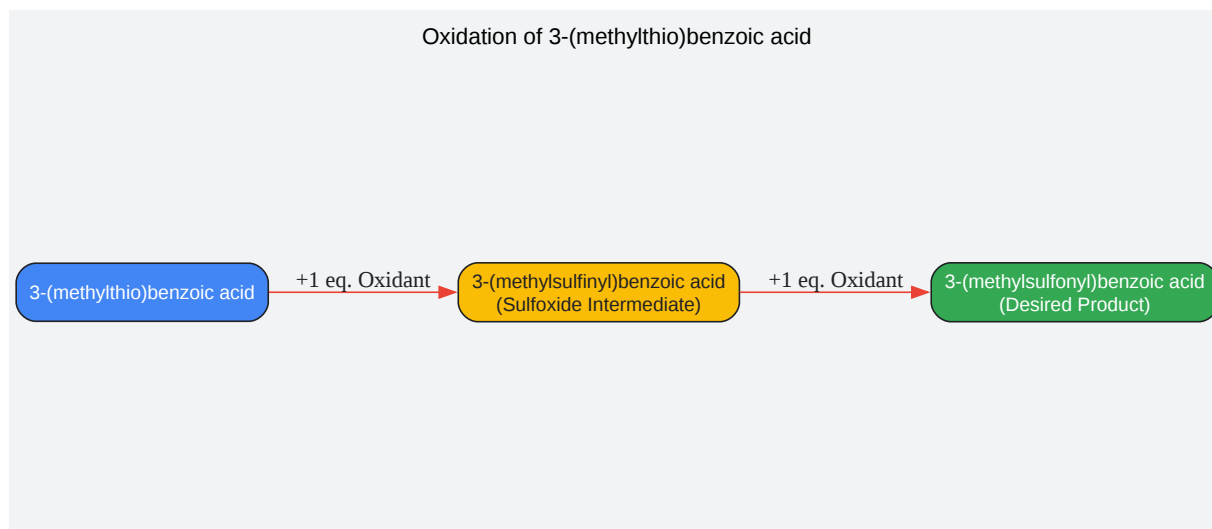 Oxidation of 3-(methylthio)benzoic acid
3-(methylthio)benzoic acid
+1 eq. Oxidant
3-(methylsulfinyl)benzoic acid
(Sulfoxide Intermediate)
+1 eq. Oxidant
3-(methylsulfonyl)benzoic acid
(Desired Product)